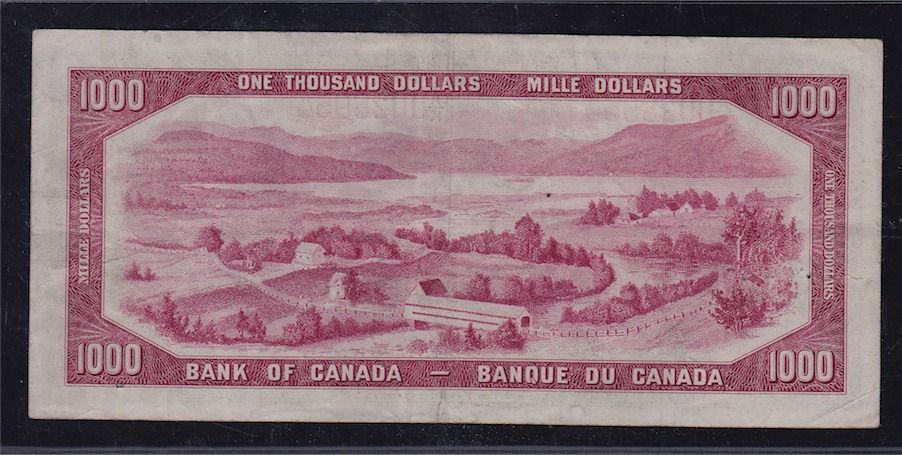 1000 ONE THOUSAND DOLLARS MILLE DOLLARS 1000
MILLE DOLLARS
ONE THOUSAND DOLLARS
1000 BANK OF CANADA — BANQUE DU CANADA 1000